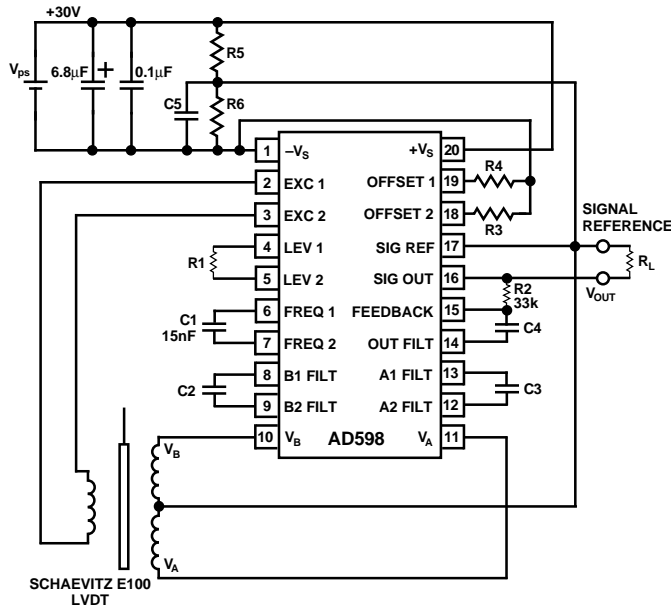 +30V
R5
Vps
6.8µF
+
0.1µF
C5
R6
1
–VS
+VS
20
2
EXC 1
OFFSET 1
19
R4
3
EXC 2
OFFSET 2
18
R3
SIGNAL
REFERENCE
4
LEV 1
SIG REF
17
R1
RL
5
LEV 2
SIG OUT
16
R2
33k
VOUT
6
FREQ 1
FEEDBACK
15
C1
15nF
C4
7
FREQ 2
OUT FILT
14
8
B1 FILT
A1 FILT
13
C2
C3
9
B2 FILT
A2 FILT
12
10
VB
AD598
VA
11
VB
VA
SCHAEVITZ E100
LVDT